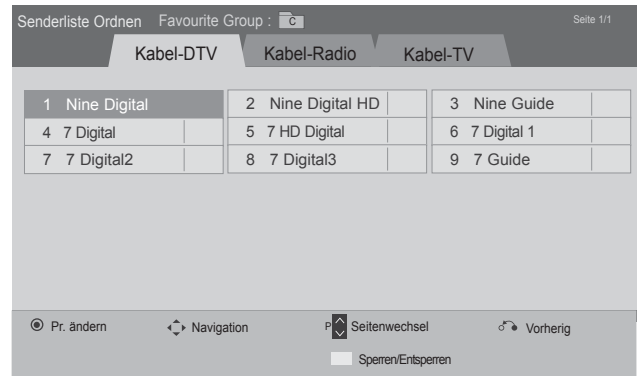 Senderliste Ordnen Favourite Group : C Seite 1/1
Kabel-DTV Kabel-Radio Kabel-TV
1 Nine Digital 2 Nine Digital HD 3 Nine Guide
4 7 Digital 5 7 HD Digital 6 7 Digital 1
7 7 Digital2 8 7 Digital3 9 7 Guide
Pr. ändern Navigation P Seitenwechsel Vorherig
Sperren/Entsperren